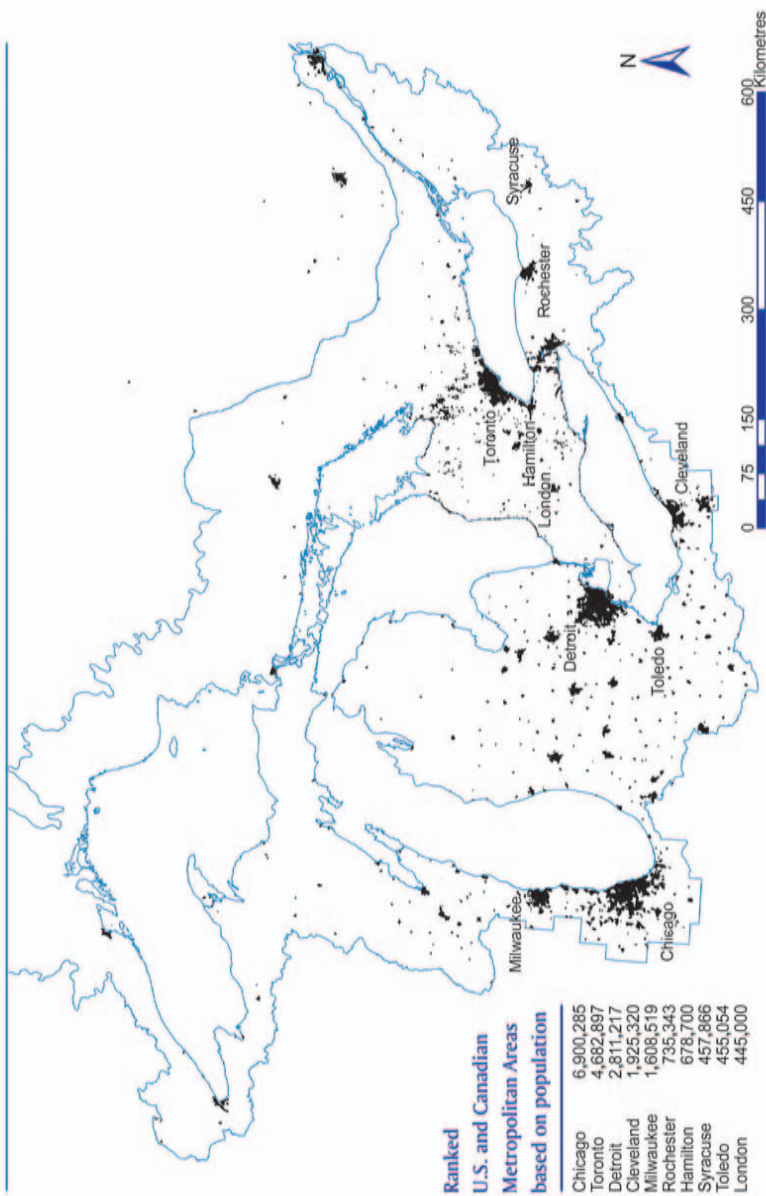 N
Syracuse
Rochester
Toronto
Hamilton
London
Cleveland
Detroit
Toledo
Milwaukee
Chicago
0 75 150 300 450 600
Kilometres
Ranked
U.S. and Canadian
Metropolitan Areas
based on population
Chicago 6,900,285
Toronto 4,682,897
Detroit 2,811,217
Cleveland 1,925,320
Milwaukee 1,608,519
Rochester 735,343
Hamilton 678,700
Syracuse 457,866
Toledo 455,054
London 445,000